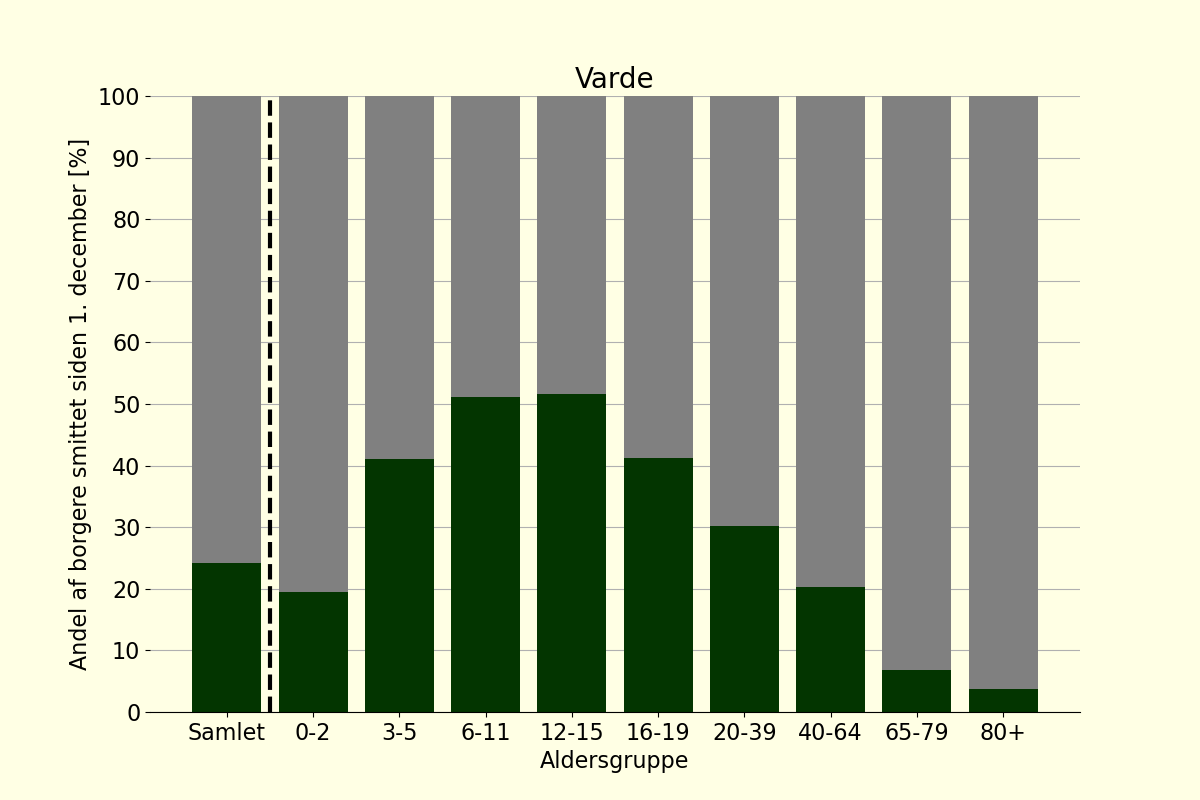 Varde
Andel af borgere smittet siden 1. december [%]
100
90
80
70
60
50
40
30
20
10
0
Samlet 0-2 3-5 6-11 12-15 16-19 20-39 40-64 65-79 80+
Aldersgruppe